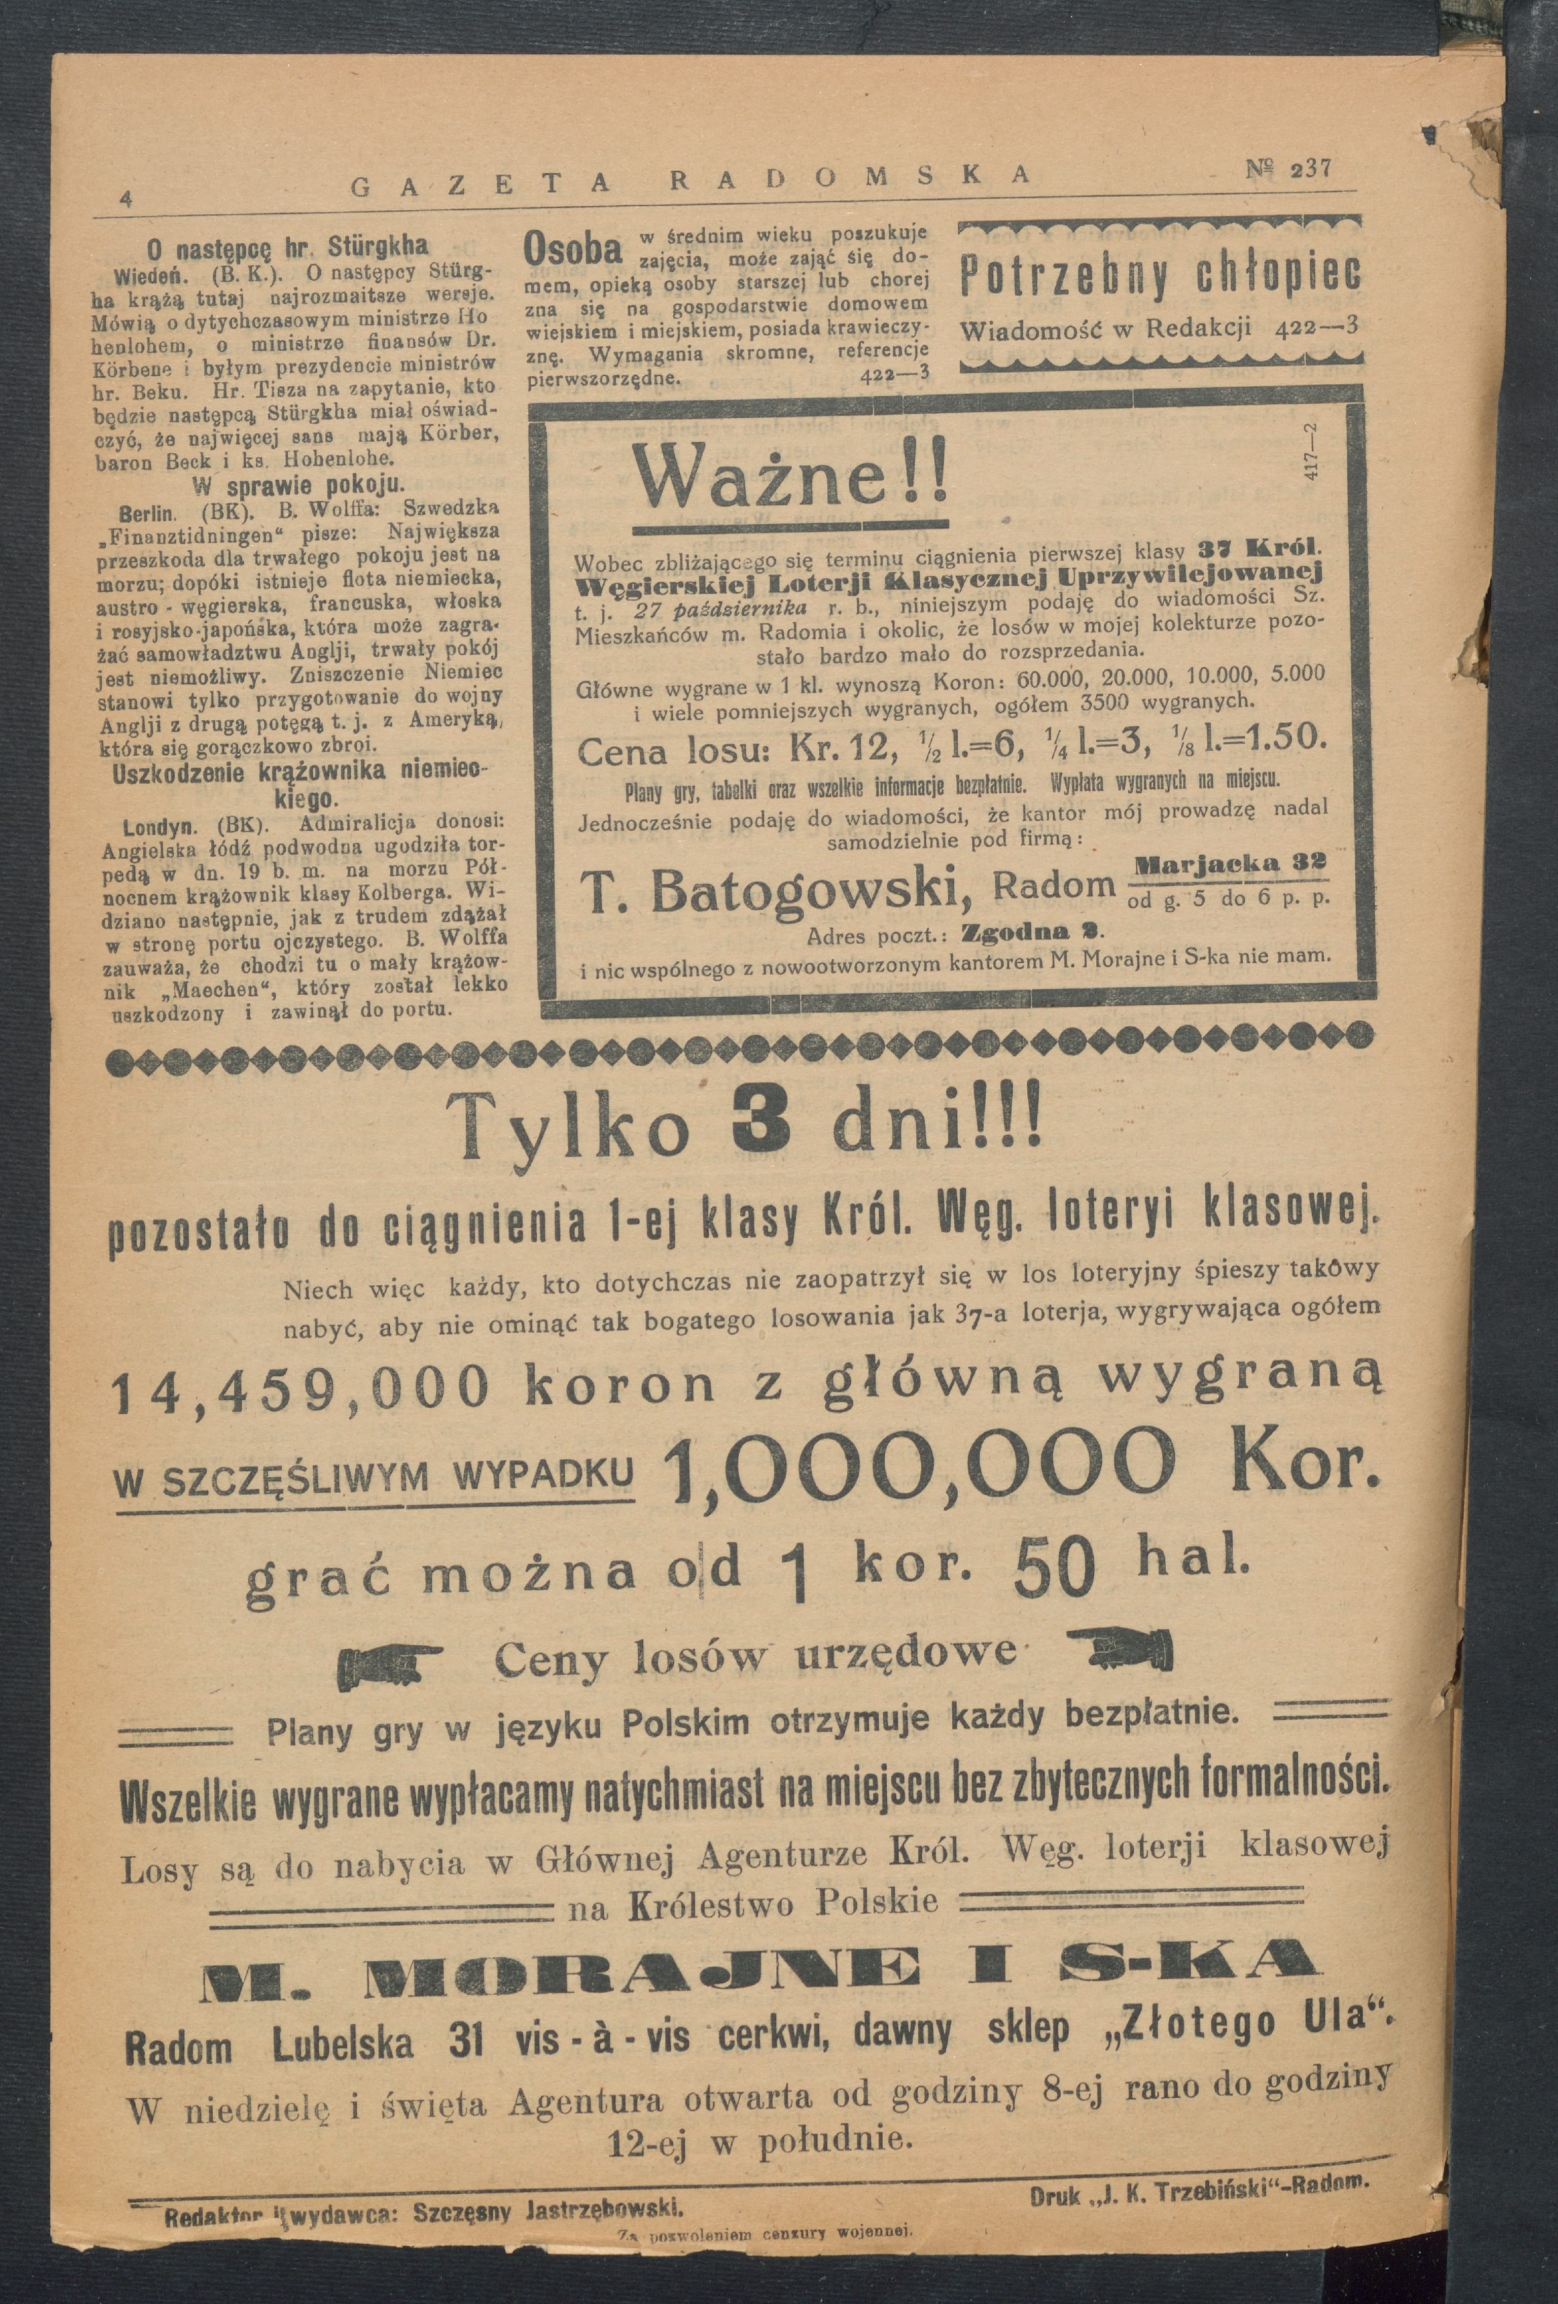 4
GAZETA RADOMSKA
№ 237
O następcę hr. Stürgkha
Wiedeń. (B. K.). O następcy Stürg-
ha krążą tutaj najrozmaitsze wersje.
Mówią o dytychczasowym ministrze Ho
henlohem, o ministrze finansów Dr.
Körbene i byłym prezydencie ministrów
hr. Beku. Hr. Tisza na zapytanie, kto
będzie następcą Stürgkha miał oświad-
czyć, że najwięcej sans mają Körber,
baron Beck i ks. Hohenlohe.
W sprawie pokoju.
Berlin. (BK). B. Wolffa: Szwedzka
„Finanztidningen" pisze: Największa
przeszkoda dla trwałego pokoju jest na
morzu; dopóki istnieje flota niemiecka,
austro - węgierska, francuska, włoska
i rosyjsko-japońska, która może zagra-
żać samowładztwu Anglji, trwały pokój
jest niemożliwy. Zniszczenie Niemiec
stanowi tylko przygotowanie do wojny
Anglji z drugą potęgą t. j. z Ameryką,
która się gorączkowo zbroi.
Uszkodzenie krążownika niemiec-
kiego.
Londyn. (BK). Admiralicja donosi:
Angielska łódź podwodna ugodziła tor-
pedą w dn. 19 b. m. na morzu Pół-
nocnem krążownik klasy Kolberga. Wi-
dziano następnie, jak z trudem zdążał
w stronę portu ojczystego. B. Wolffa
zauważa, że chodzi tu o mały krążow-
nik „Maechen“, który został lekko
uszkodzony i zawinął do portu.
Osoba w średnim wieku poszukuje
zajęcia, może zająć się do-
mem, opieką osoby starszej lub chorej
zna się na gospodarstwie domowem
wiejskiem i miejskiem, posiada krawieczy-
znę. Wymagania skromne, referencje
pierwszorzędne. 422—3
Potrzebny chłopiec
Wiadomość w Redakcji 422—3
417—2
Ważne!!
Wobec zbliżającego się terminu ciągnienia pierwszej klasy 37 Król.
Węgierskiej Loterji Klasycznej Uprzywilejowanej
t. j. 27 października r. b., niniejszym podaję do wiadomości Sz.
Mieszkańców m. Radomia i okolic, że losów w mojej kolekturze pozo-
stało bardzo mało do rozsprzedania.
Główne wygrane w 1 kl. wynoszą Koron: 60.000, 20.000, 10.000, 5.000
i wiele pomniejszych wygranych, ogółem 3500 wygranych.
Cena losu: Kr. 12, ½ l.=6, ¼ l.=3, ⅛ l.=1.50.
Plany gry, tabelki oraz wszelkie informacje bezpłatnie. Wypłata wygranych na miejscu.
Jednocześnie podaję do wiadomości, że kantor mój prowadzę nadal
samodzielnie pod firmą:
T. Batogowski, Radom Marjacka 32
od g. 5 do 6 p. p.
Adres poczt.: Zgodna 2.
i nic wspólnego z nowootworzonym kantorem M. Morajne i S-ka nie mam.
Tylko 3 dni!!!
pozostało do ciągnienia 1-ej klasy Król. Węg. loteryi klasowej.
Niech więc każdy, kto dotychczas nie zaopatrzył się w los loteryjny śpieszy takowy
nabyć, aby nie ominąć tak bogatego losowania jak 37-a loterja, wygrywająca ogółem
14,459,000 koron z główną wygraną
W SZCZĘŚLIWYM WYPADKU 1,000,000 Kor.
grać można od 1 kor. 50 hal.
Ceny losów urzędowe
Plany gry w języku Polskim otrzymuje każdy bezpłatnie.
Wszelkie wygrane wypłacamy natychmiast na miejscu bez zbytecznych formalności.
Losy są do nabycia w Głównej Agenturze Król. Węg. loterji klasowej
na Królestwo Polskie
M. MORAJNE I S-KA
Radom Lubelska 31 vis - à - vis cerkwi, dawny sklep „Złotego Ula“.
W niedzielę i święta Agentura otwarta od godziny 8-ej rano do godziny
12-ej w południe.
Redaktor i wydawca: Szczęsny Jastrzębowski.
Druk „J. K. Trzebiński“-Radom.
Za pozwoleniem cenzury wojennej.